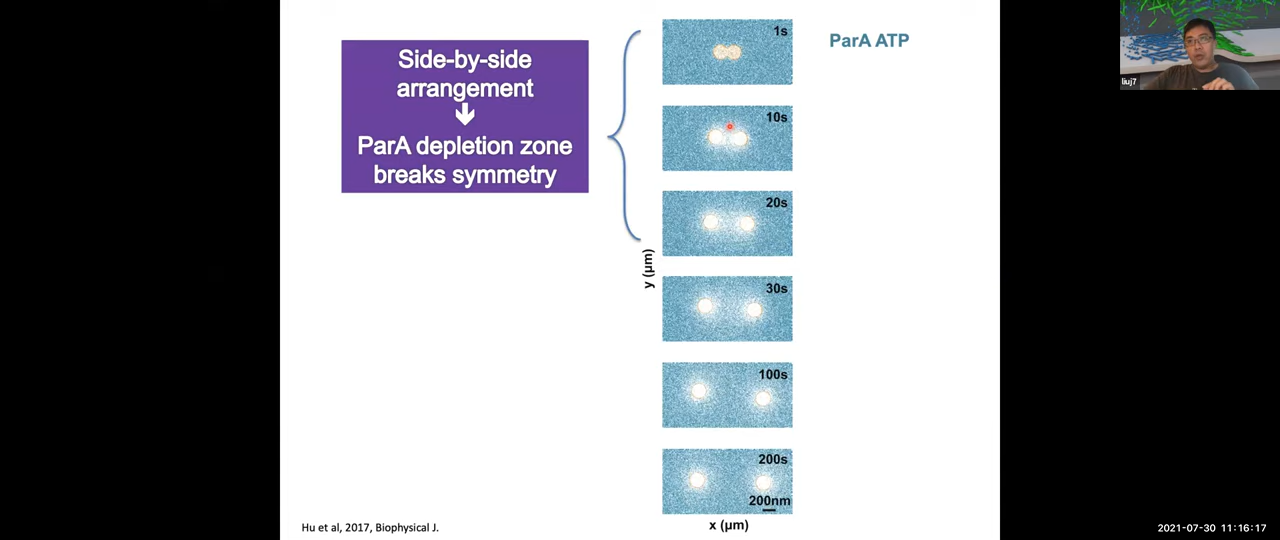 Side-by-side
arrangement
ParA depletion zone
breaks symmetry
1s
10s
20s
30s
100s
200s
200nm
y (µm)
x (µm)
ParA ATP
liuj7
Hu et al, 2017, Biophysical J.
2021-07-30 11:16:17